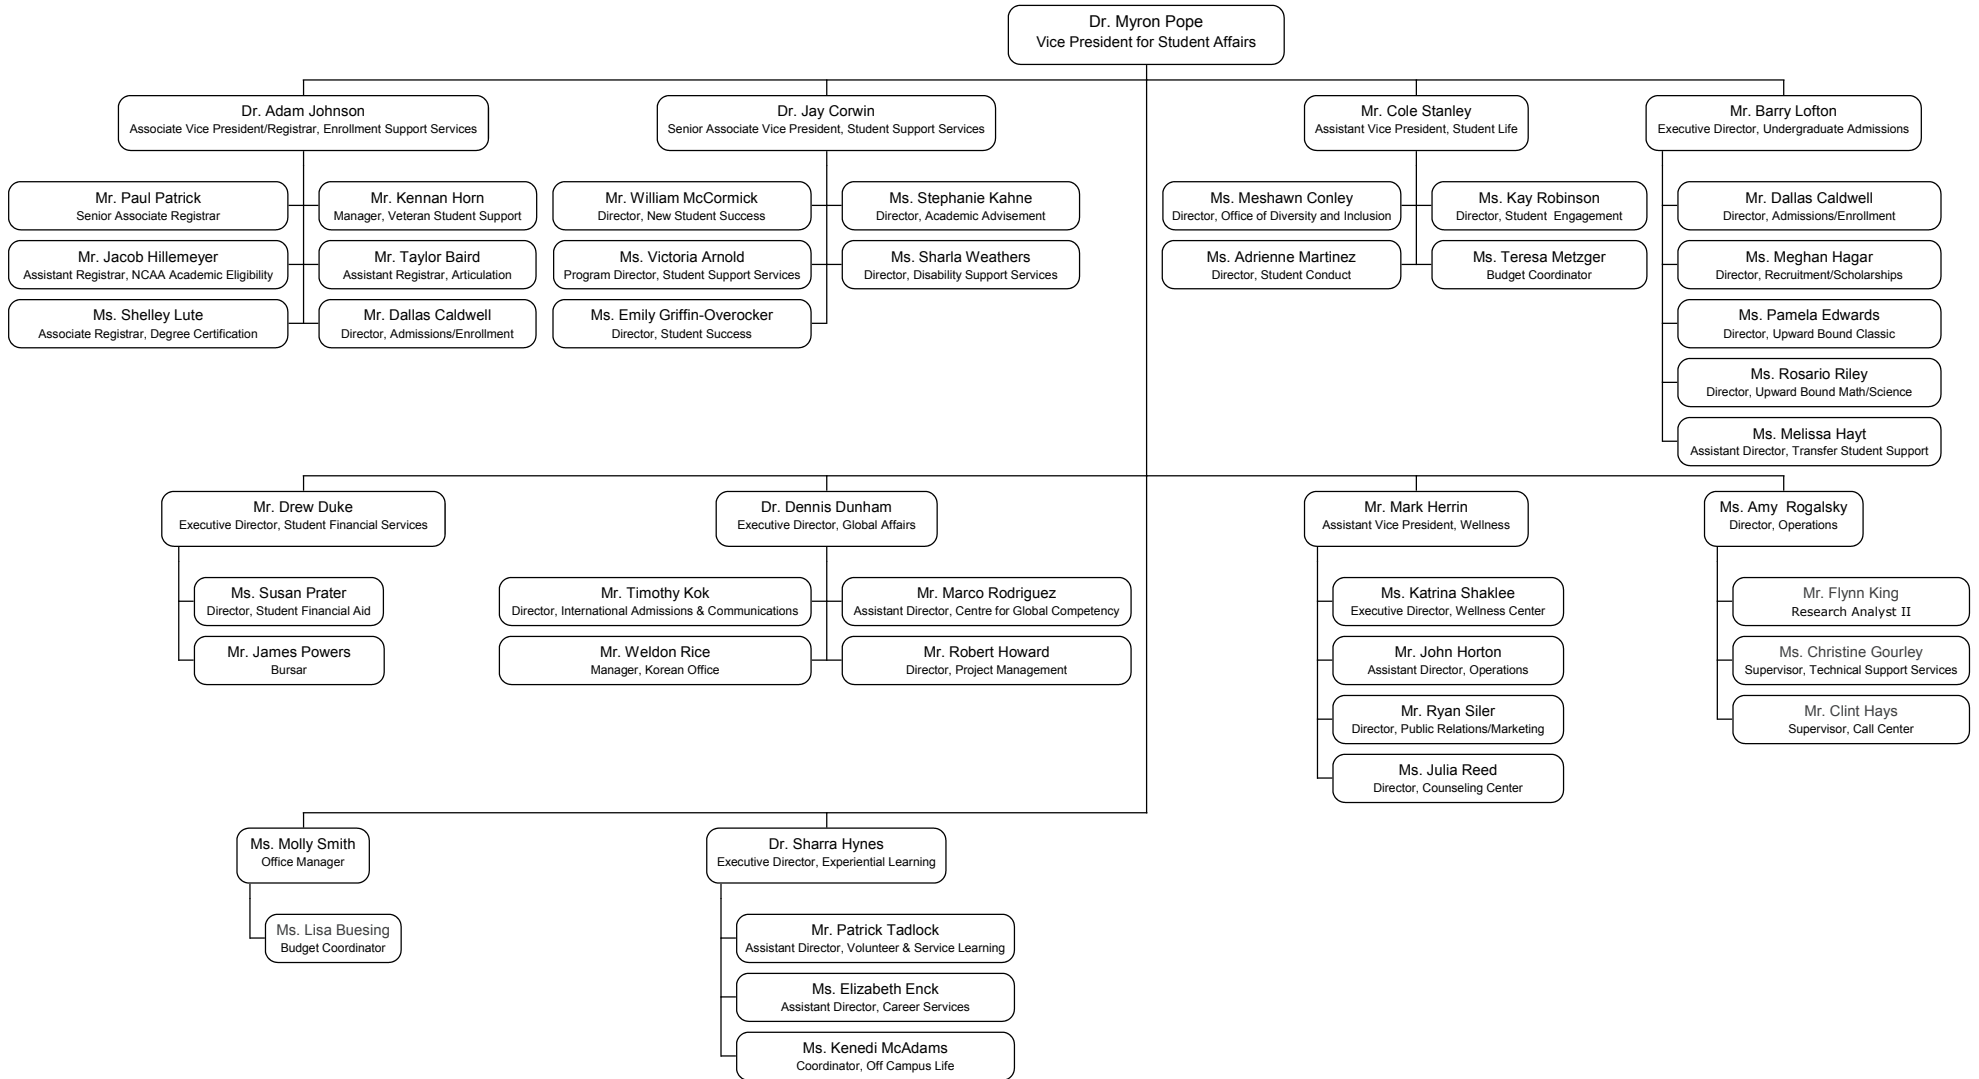 Dr. Myron Pope
Vice President for Student Affairs
Dr. Adam Johnson
Associate Vice President/Registrar, Enrollment Support Services
Mr. Paul Patrick
Senior Associate Registrar
Mr. Kennan Horn
Manager, Veteran Student Support
Mr. Jacob Hillemeyer
Assistant Registrar, NCAA Academic Eligibility
Mr. Taylor Baird
Assistant Registrar, Articulation
Ms. Shelley Lute
Associate Registrar, Degree Certification
Mr. Dallas Caldwell
Director, Admissions/Enrollment
Dr. Jay Corwin
Senior Associate Vice President, Student Support Services
Mr. William McCormick
Director, New Student Success
Ms. Stephanie Kahne
Director, Academic Advisement
Ms. Victoria Arnold
Program Director, Student Support Services
Ms. Sharla Weathers
Director, Disability Support Services
Ms. Emily Griffin-Overocker
Director, Student Success
Mr. Cole Stanley
Assistant Vice President, Student Life
Ms. Meshawn Conley
Director, Office of Diversity and Inclusion
Ms. Kay Robinson
Director, Student Engagement
Ms. Adrienne Martinez
Director, Student Conduct
Ms. Teresa Metzger
Budget Coordinator
Mr. Barry Lofton
Executive Director, Undergraduate Admissions
Mr. Dallas Caldwell
Director, Admissions/Enrollment
Ms. Meghan Hagar
Director, Recruitment/Scholarships
Ms. Pamela Edwards
Director, Upward Bound Classic
Ms. Rosario Riley
Director, Upward Bound Math/Science
Ms. Melissa Hayt
Assistant Director, Transfer Student Support
Mr. Drew Duke
Executive Director, Student Financial Services
Ms. Susan Prater
Director, Student Financial Aid
Mr. James Powers
Bursar
Dr. Dennis Dunham
Executive Director, Global Affairs
Mr. Timothy Kok
Director, International Admissions & Communications
Mr. Marco Rodriguez
Assistant Director, Centre for Global Competency
Mr. Weldon Rice
Manager, Korean Office
Mr. Robert Howard
Director, Project Management
Mr. Mark Herrin
Assistant Vice President, Wellness
Ms. Katrina Shaklee
Executive Director, Wellness Center
Mr. John Horton
Assistant Director, Operations
Mr. Ryan Siler
Director, Public Relations/Marketing
Ms. Julia Reed
Director, Counseling Center
Ms. Amy Rogalsky
Director, Operations
Mr. Flynn King
Research Analyst II
Ms. Christine Gourley
Supervisor, Technical Support Services
Mr. Clint Hays
Supervisor, Call Center
Ms. Molly Smith
Office Manager
Ms. Lisa Buesing
Budget Coordinator
Dr. Sharra Hynes
Executive Director, Experiential Learning
Mr. Patrick Tadlock
Assistant Director, Volunteer & Service Learning
Ms. Elizabeth Enck
Assistant Director, Career Services
Ms. Kenedi McAdams
Coordinator, Off Campus Life